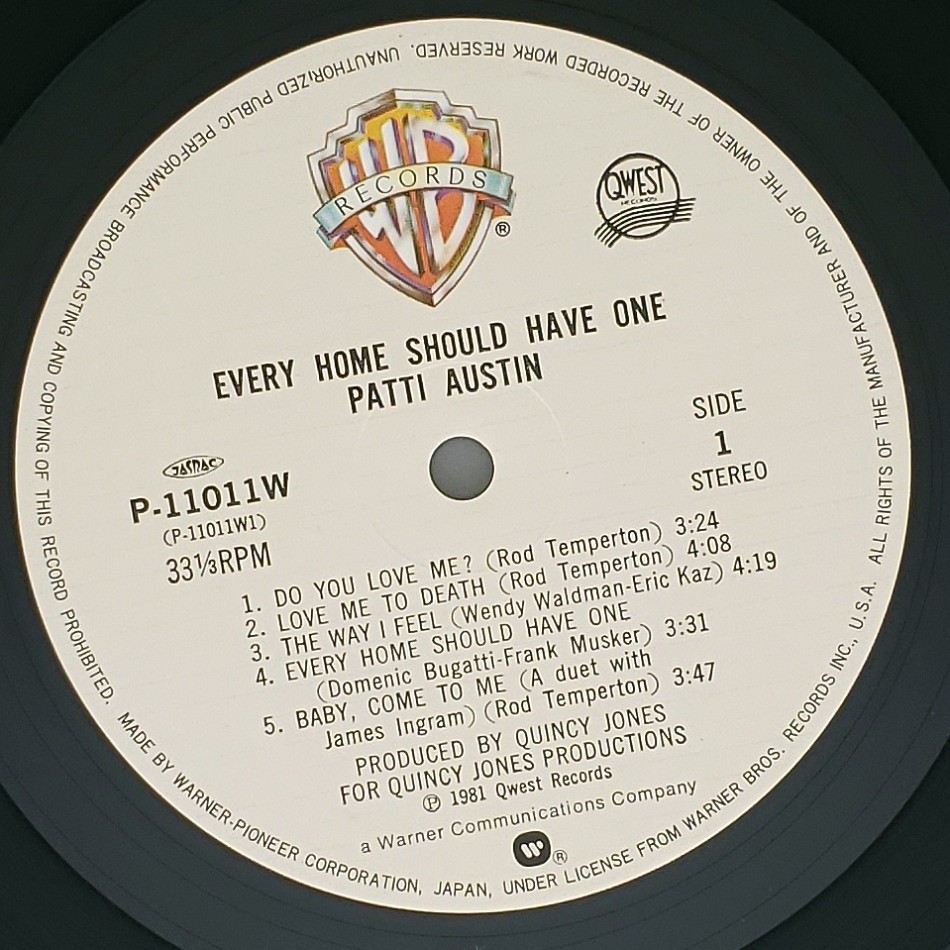 WB
RECORDS
®
QWEST
RECORDS
EVERY HOME SHOULD HAVE ONE
PATTI AUSTIN
JASRAC
P-11011W
(P-11011W1)
33⅓RPM
SIDE
1
STEREO
1. DO YOU LOVE ME? (Rod Temperton) 3:24
2. LOVE ME TO DEATH (Rod Temperton) 4:08
3. THE WAY I FEEL (Wendy Waldman-Eric Kaz) 4:19
4. EVERY HOME SHOULD HAVE ONE
(Domenic Bugatti-Frank Musker) 3:31
5. BABY, COME TO ME (A duet with
James Ingram) (Rod Temperton) 3:47
PRODUCED BY QUINCY JONES
FOR QUINCY JONES PRODUCTIONS
℗ 1981 Qwest Records
a Warner Communications Company
®
MADE BY WARNER-PIONEER CORPORATION, JAPAN, UNDER LICENSE FROM WARNER BROS. RECORDS INC., U.S.A. ALL RIGHTS OF THE MANUFACTURER AND OF THE OWNER OF THE RECORDED WORK RESERVED. UNAUTHORIZED PUBLIC PERFORMANCE BROADCASTING AND COPYING OF THIS RECORD PROHIBITED.